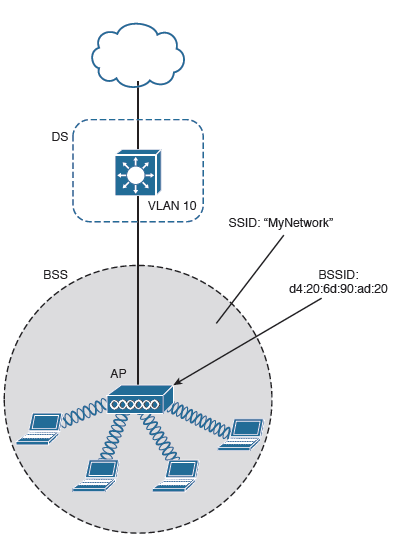 DS
VLAN 10
SSID: “MyNetwork”
BSS
BSSID:
d4:20:6d:90:ad:20
AP